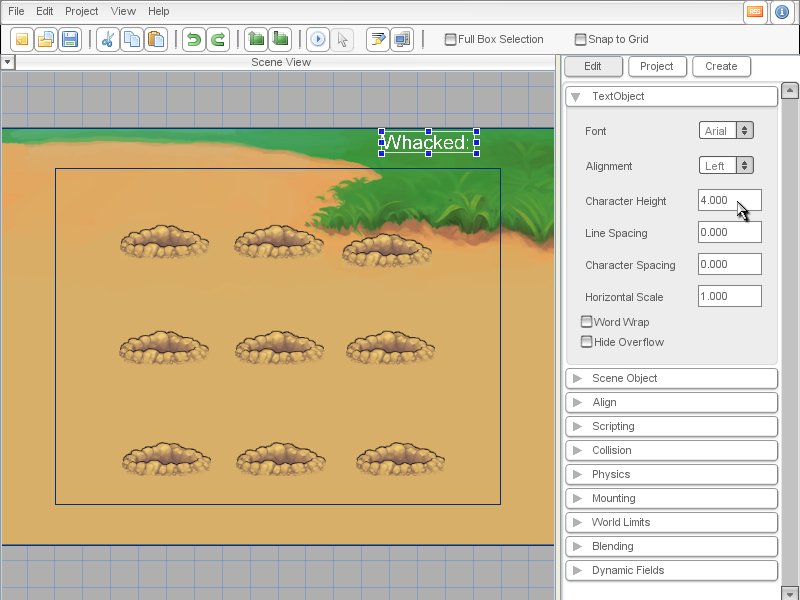 File Edit Project View Help
Full Box Selection Snap to Grid
Scene View
Edit Project Create
TextObject
Whacked:
Font Arial
Alignment Left
Character Height 4.000
Line Spacing 0.000
Character Spacing 0.000
Horizontal Scale 1.000
Word Wrap
Hide Overflow
Scene Object
Align
Scripting
Collision
Physics
Mounting
World Limits
Blending
Dynamic Fields